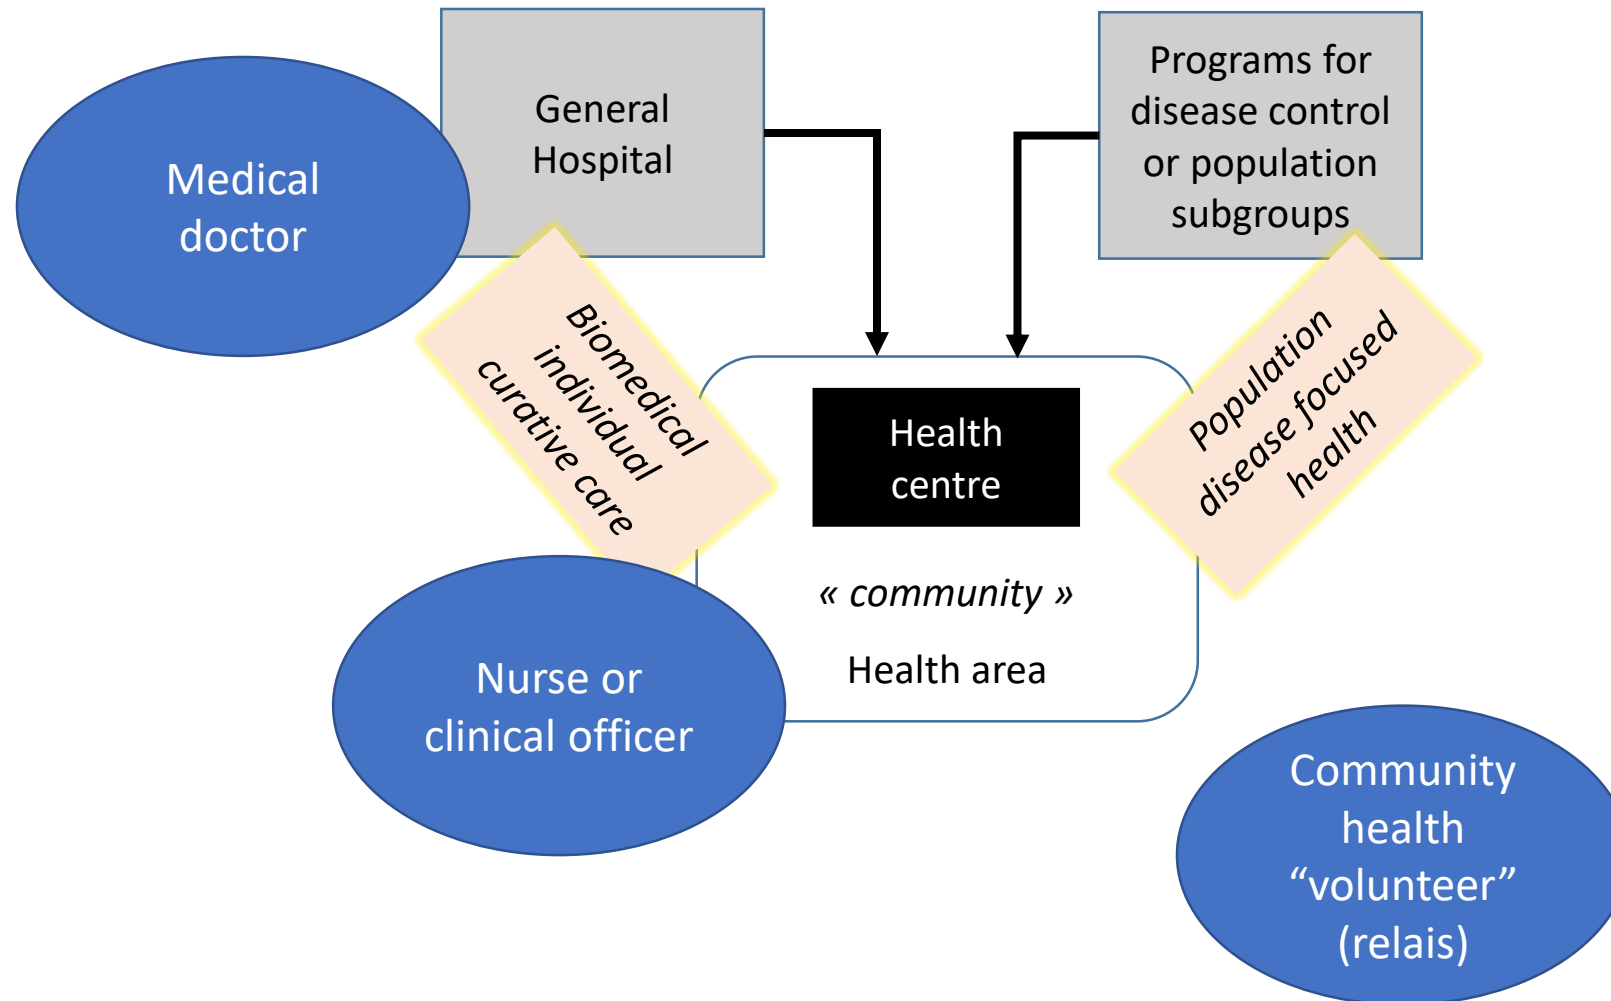 General
Hospital
Programs for
disease control
or population
subgroups
Medical
doctor
Biomedical
individual
curative care
Population
disease focused
health
Health
centre
« community »
Health area
Nurse or
clinical officer
Community
health
“volunteer”
(relais)